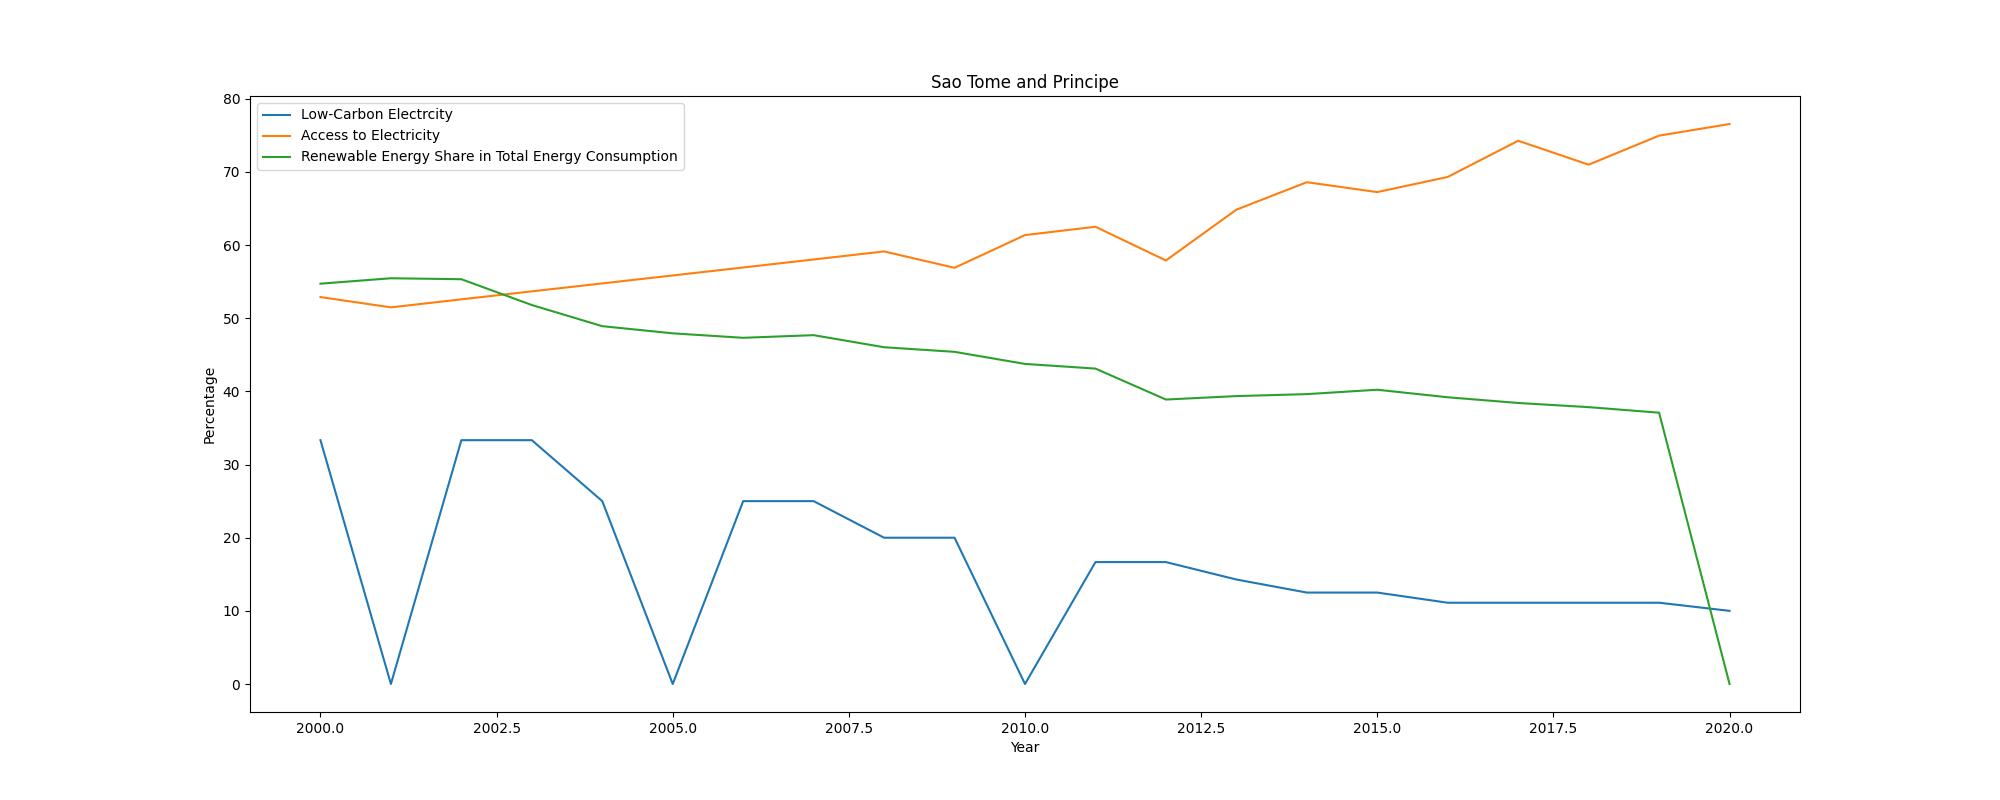 Sao Tome and Principe
Low-Carbon Electrcity
Access to Electricity
Renewable Energy Share in Total Energy Consumption
80
70
60
50
40
30
20
10
0
Percentage
2000.0 2002.5 2005.0 2007.5 2010.0 2012.5 2015.0 2017.5 2020.0
Year